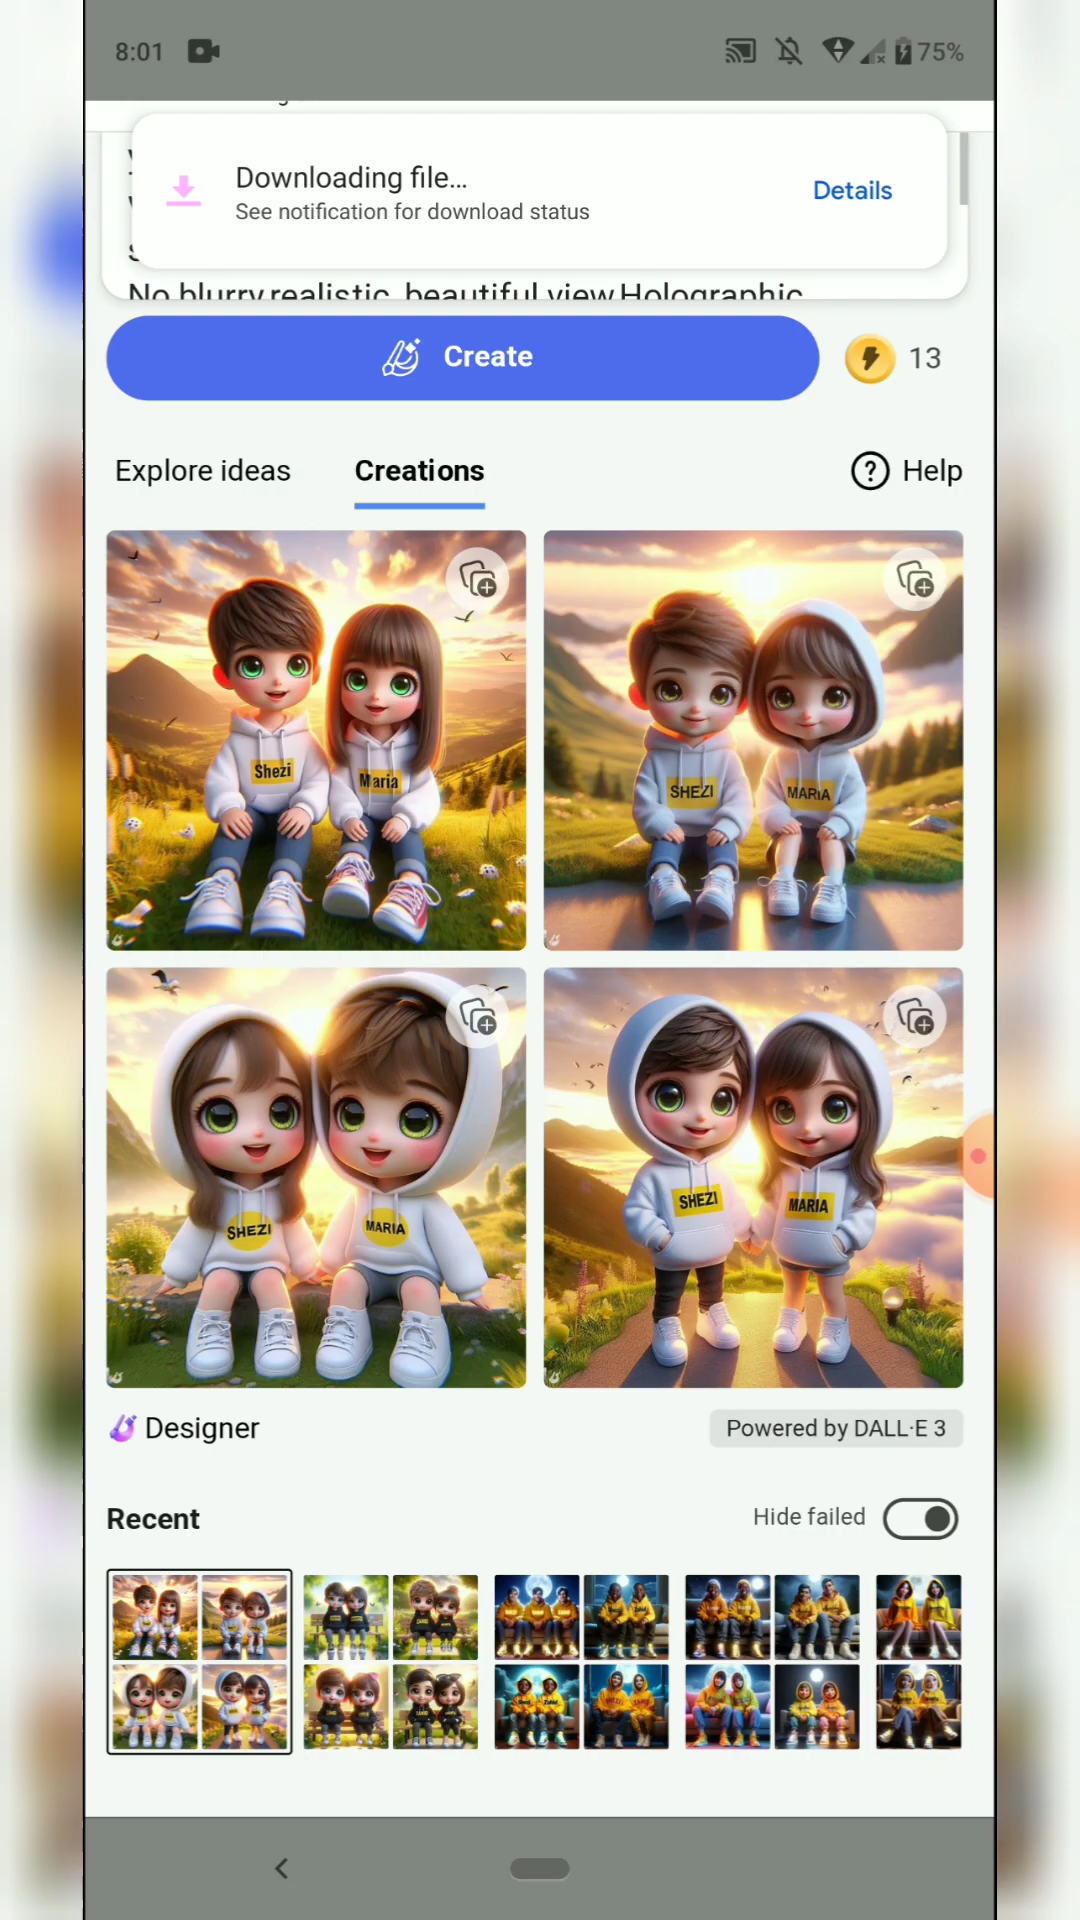 8:01
75%
Downloading file...
See notification for download status
Details
No blurry realistic, beautiful view Holographic
Create
13
Explore ideas
Creations
Help
Shezi
Maria
SHEZI
MARIA
SHEZI
MARIA
SHEZI
MARIA
Designer
Powered by DALL·E 3
Recent
Hide failed